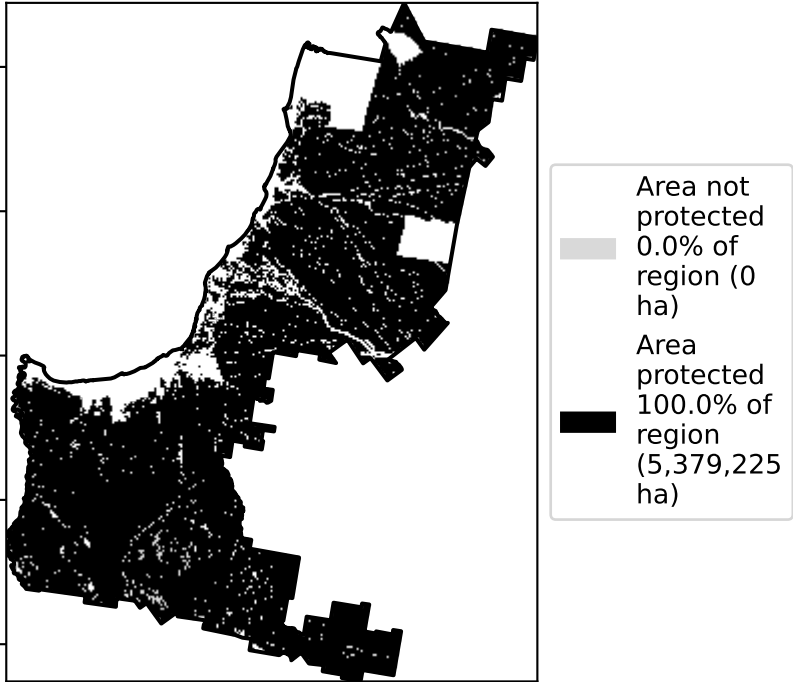 Area not
protected
0.0% of
region (0
ha)
Area
protected
100.0% of
region
(5,379,225
ha)